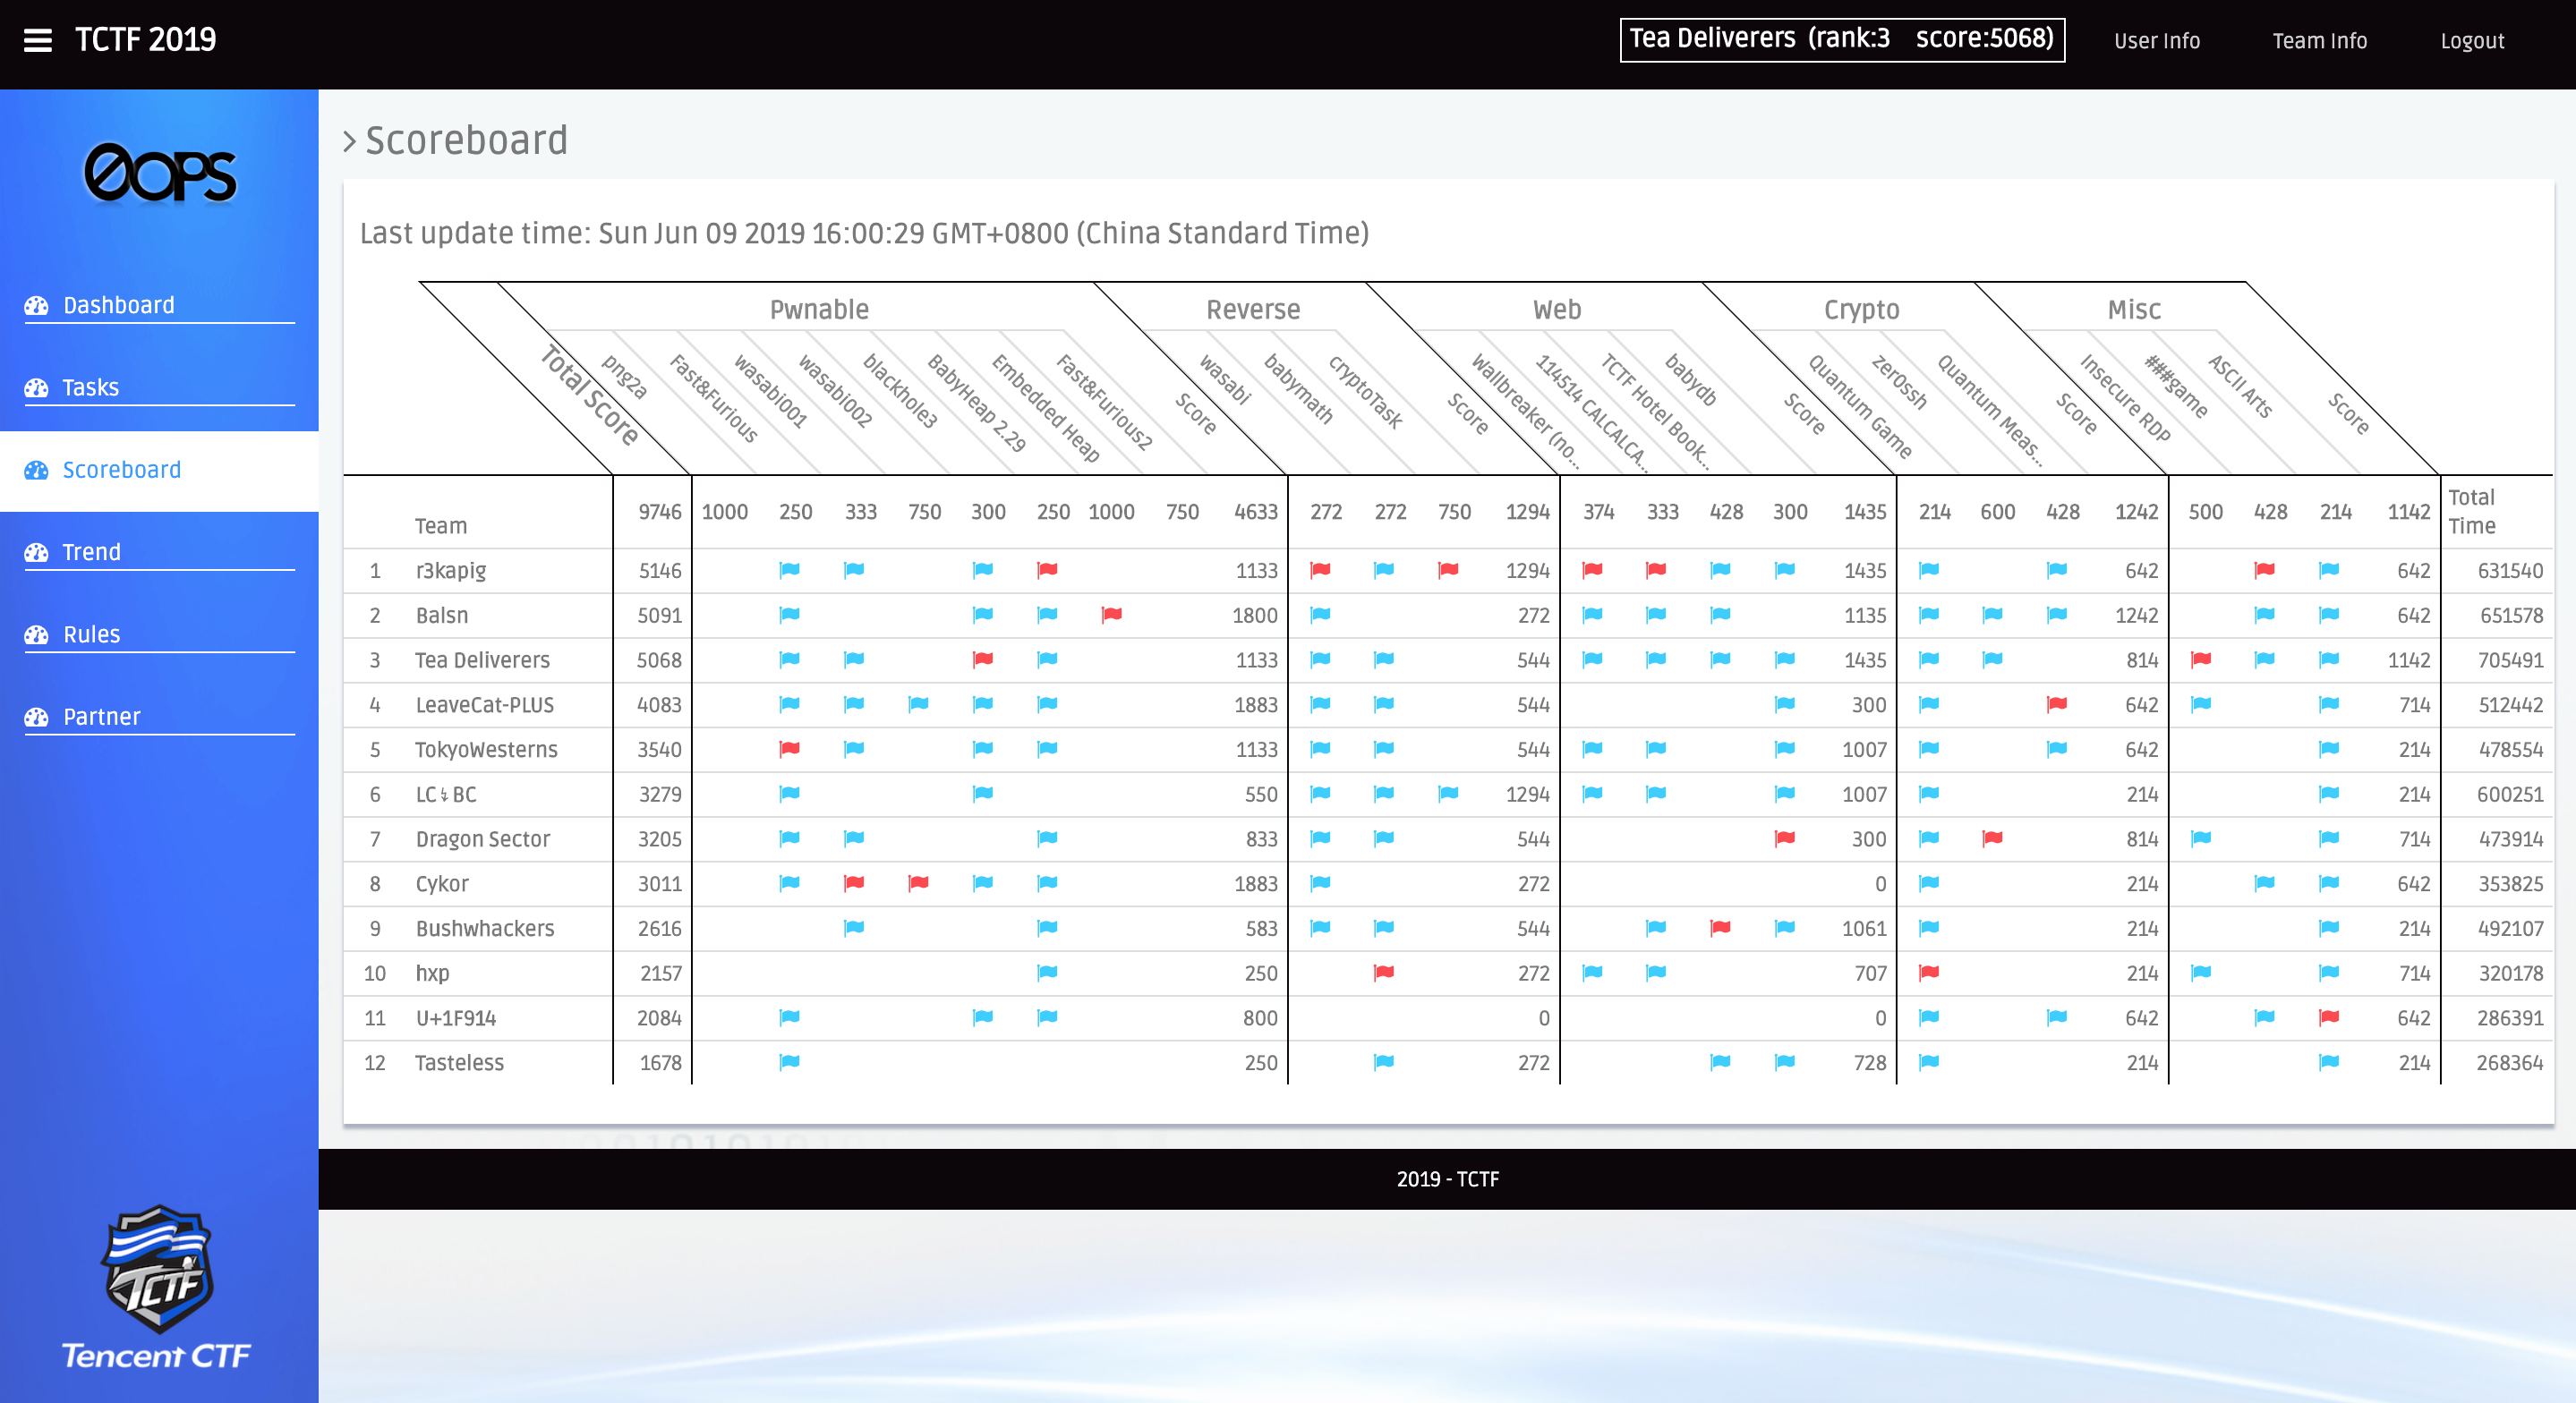 TCTF 2019
Tea Deliverers (rank:3 score:5068)
User Info
Team Info
Logout
0OPS
Dashboard
Tasks
Scoreboard
Trend
Rules
Partner
TCTF
Tencent CTF
> Scoreboard
Last update time: Sun Jun 09 2019 16:00:29 GMT+0800 (China Standard Time)
Pwnable Reverse Web Crypto Misc
Total Score
png2a
Fast&Furious
wasabi001
wasabi002
blackhole3
BabyHeap 2.29
Embedded Heap
Fast&Furious2
Score
wasabi
babymath
cryptoTask
Score
Wallbreaker (no...
114514 CALCALCA...
TCTF Hotel Book...
babydb
Score
Quantum Game
zer0ssh
Quantum Meas...
Score
Insecure RDP
###game
ASCII Arts
Score
Team 9746 1000 250 333 750 300 250 1000 750 4633 272 272 750 1294 374 333 428 300 1435 214 600 428 1242 500 428 214 1142 Total Time
1 r3kapig 5146 1133 1294 1435 642 642 631540
2 Balsn 5091 1800 272 1135 1242 642 651578
3 Tea Deliverers 5068 1133 544 1435 814 1142 705491
4 LeaveCat-PLUS 4083 1883 544 300 642 714 512442
5 TokyoWesterns 3540 1133 544 1007 642 214 478554
6 LC↯BC 3279 550 1294 1007 214 214 600251
7 Dragon Sector 3205 833 544 300 814 714 473914
8 Cykor 3011 1883 272 0 214 642 353825
9 Bushwhackers 2616 583 544 1061 214 214 492107
10 hxp 2157 250 272 707 214 714 320178
11 U+1F914 2084 800 0 0 642 642 286391
12 Tasteless 1678 250 272 728 214 214 268364
2019 - TCTF